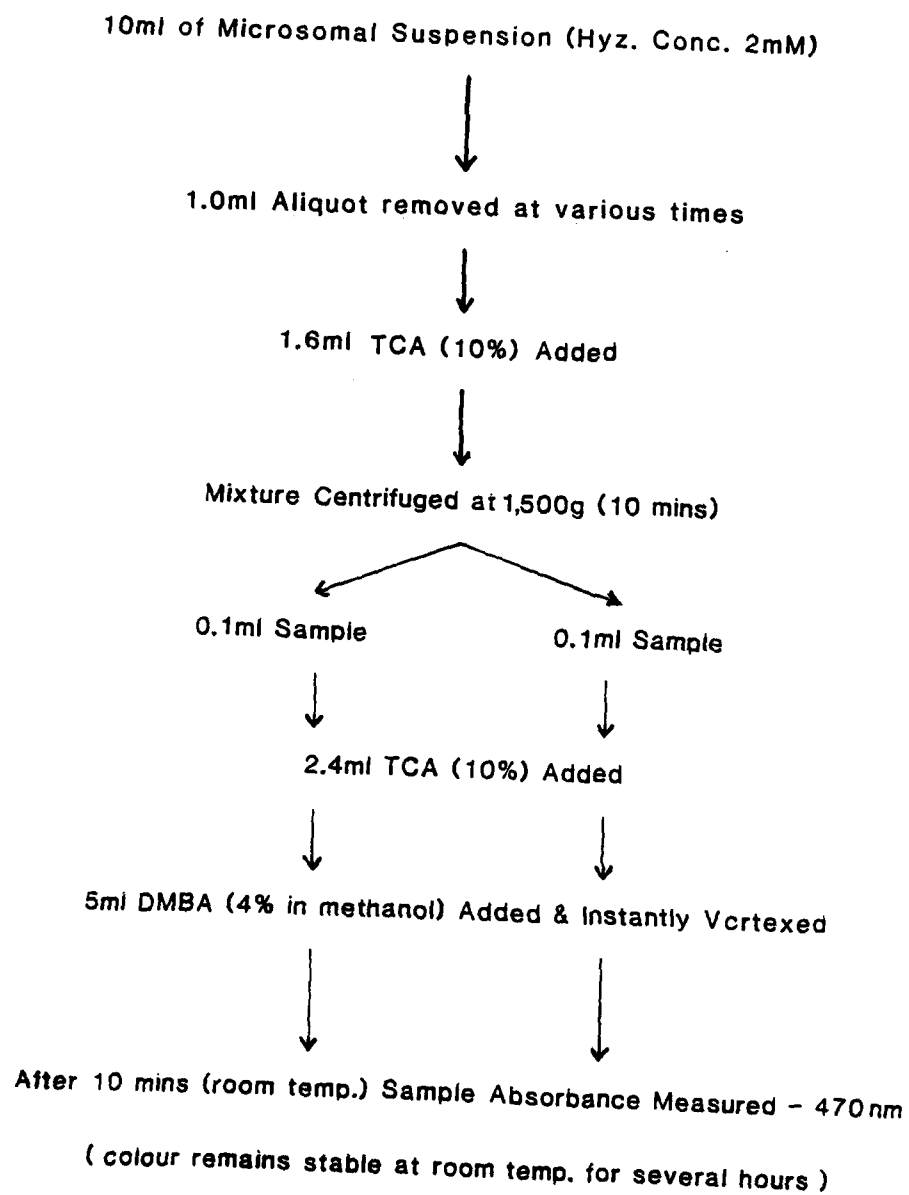 10ml of Microsomal Suspension (Hyz. Conc. 2mM)
1.0ml Aliquot removed at various times
1.6ml TCA (10%) Added
Mixture Centrifuged at 1,500g (10 mins)
0.1ml Sample 0.1ml Sample
2.4ml TCA (10%) Added
5ml DMBA (4% in methanol) Added & Instantly Vortexed
After 10 mins (room temp.) Sample Absorbance Measured - 470nm
( colour remains stable at room temp. for several hours )